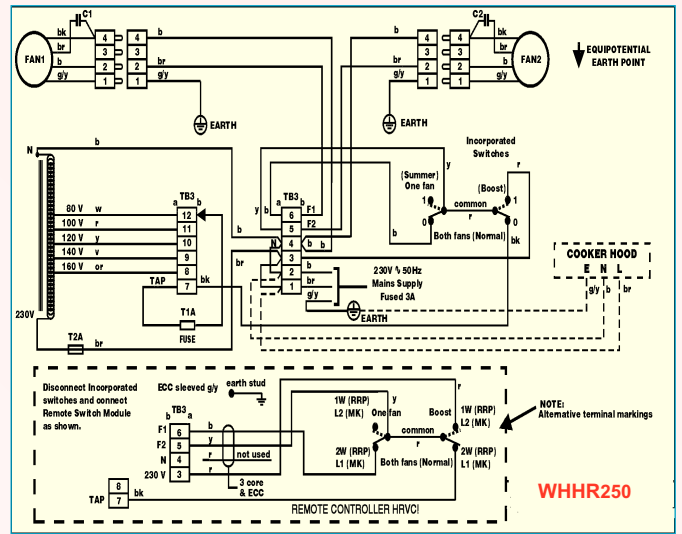 C1
bk
br
b
g/y
FAN1
4
3
2
1
4
3
2
1
b
br
g/y
EARTH
C2
b
br
g/y
4
3
2
1
4
3
2
1
bk
br
b
g/y
FAN2
EARTH
EQUIPOTENTIAL
EARTH POINT
N
b
80 V w
100 V r
120 V y
140 V v
160 V or
TAP
230V
T2A
br
TB3
a b
12
11
10
9
8
7
bk
T1A
FUSE
b
br
y b
TB3
a b
6 F1
5 F2
N 4 b b
3
2 b
1 br
g/y
230V ∿ 50Hz
Mains Supply
Fused 3A
EARTH
Incorporated
Switches
y
r
(Summer)
One fan
(Boost)
1
1
common
r
0
0
b
Both fans (Normal)
bk
COOKER HOOD
E N L
g/y b br
Disconnect Incorporated
switches and connect
Remote Switch Module
as shown.
ECC sleeved g/y
earth stud
TB3
b a
F1 6 b
F2 5 y
N 4 r not used
230 V 3 r
3 core
& ECC
8
TAP 7 bk
y
r
1W (RRP)
L2 (MK)
One fan
Boost
1W (RRP)
L2 (MK)
common
r
2W (RRP)
L1 (MK)
Both fans (Normal)
2W (RRP)
L1 (MK)
NOTE:
Alternative terminal markings
REMOTE CONTROLLER HRVCI
WHHR250